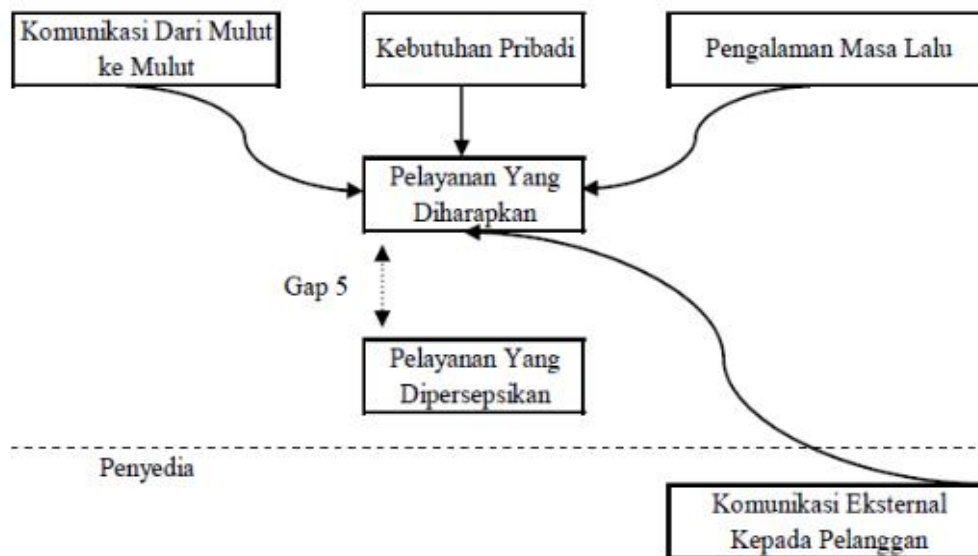 Komunikasi Dari Mulut
ke Mulut
Kebutuhan Pribadi
Pengalaman Masa Lalu
Pelayanan Yang
Diharapkan
Gap 5
Pelayanan Yang
Dipersepsikan
Penyedia
Komunikasi Eksternal
Kepada Pelanggan